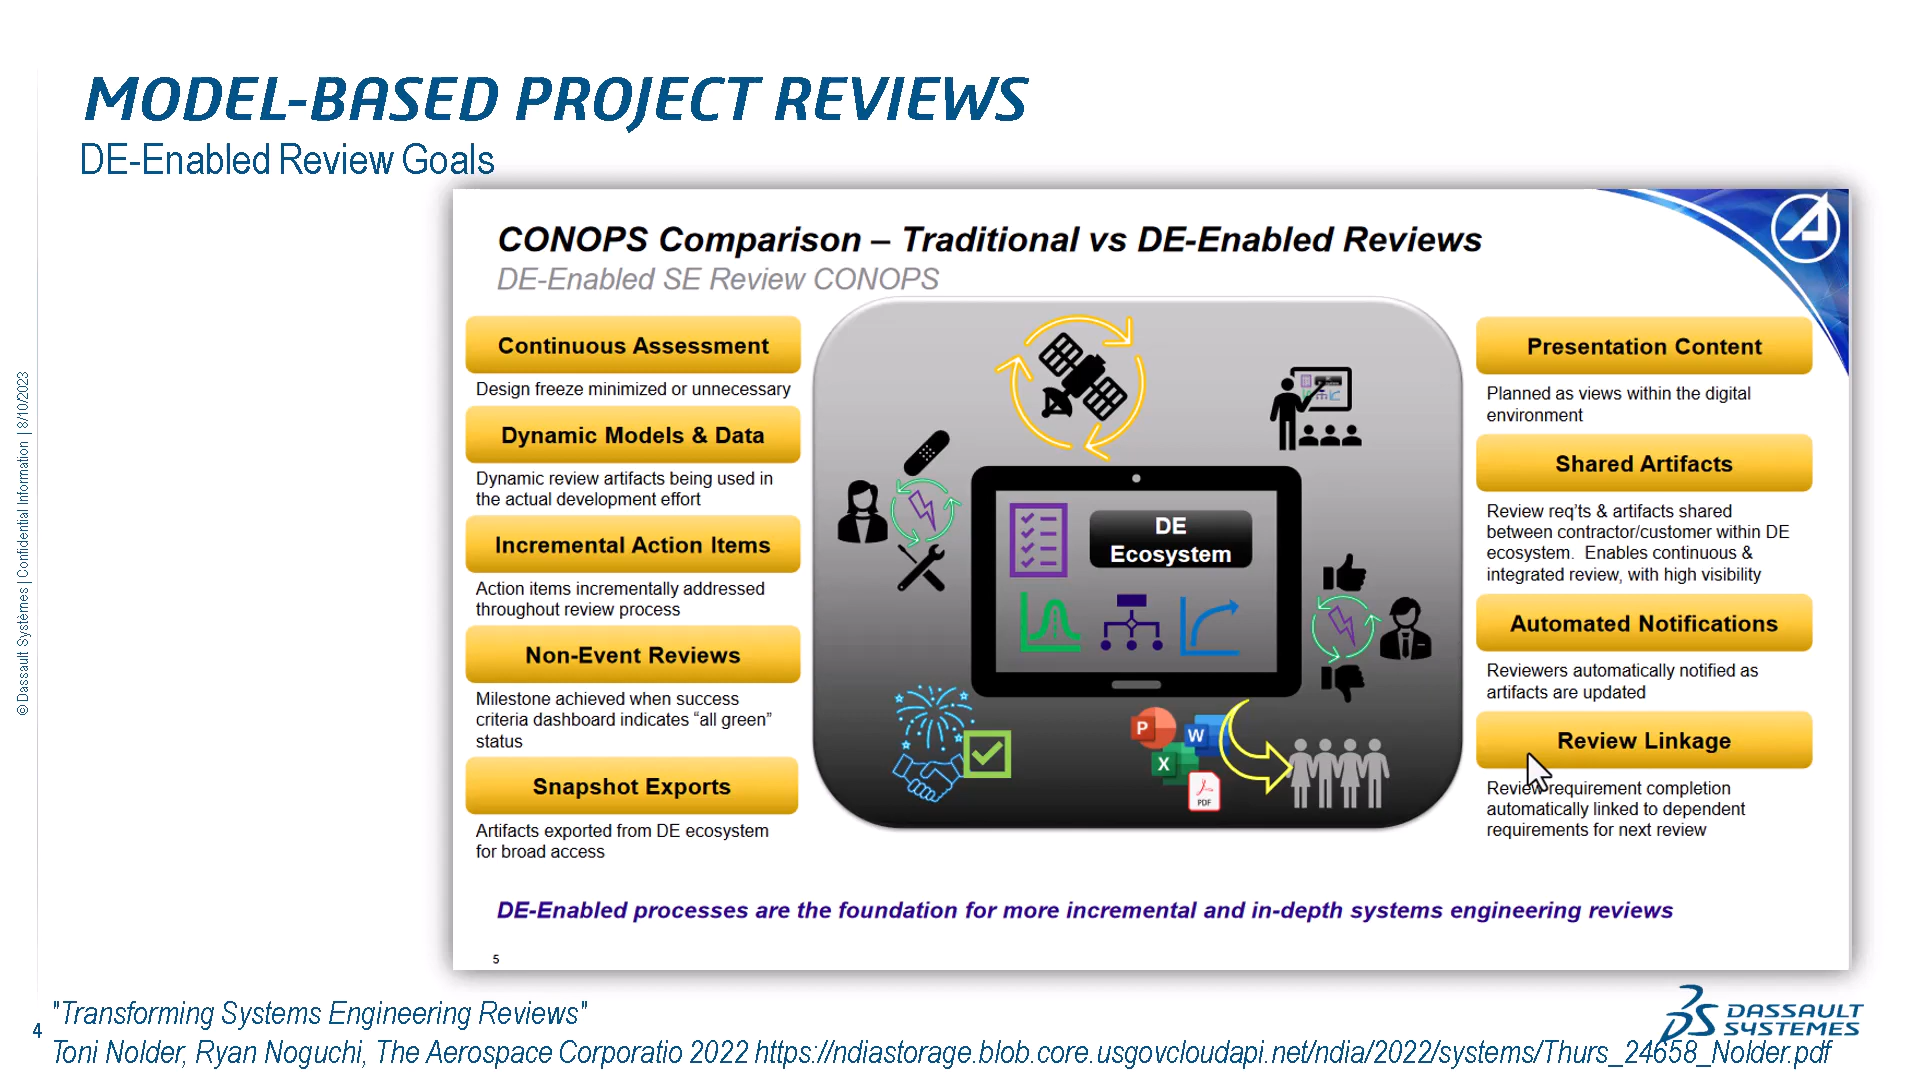 MODEL-BASED PROJECT REVIEWS
DE-Enabled Review Goals
© Dassault Systèmes | Confidential Information | 8/10/2023
CONOPS Comparison – Traditional vs DE-Enabled Reviews
DE-Enabled SE Review CONOPS
Continuous Assessment
Design freeze minimized or unnecessary
Dynamic Models & Data
Dynamic review artifacts being used in
the actual development effort
Incremental Action Items
Action items incrementally addressed
throughout review process
Non-Event Reviews
Milestone achieved when success
criteria dashboard indicates “all green”
status
Snapshot Exports
Artifacts exported from DE ecosystem
for broad access
DE
Ecosystem
P
W
X
PDF
Presentation Content
Planned as views within the digital
environment
Shared Artifacts
Review req’ts & artifacts shared
between contractor/customer within DE
ecosystem. Enables continuous &
integrated review, with high visibility
Automated Notifications
Reviewers automatically notified as
artifacts are updated
Review Linkage
Review requirement completion
automatically linked to dependent
requirements for next review
DE-Enabled processes are the foundation for more incremental and in-depth systems engineering reviews
5
"Transforming Systems Engineering Reviews"
4
Toni Nolder, Ryan Noguchi, The Aerospace Corporatio 2022 https://ndiastorage.blob.core.usgovcloudapi.net/ndia/2022/systems/Thurs_24658_Nolder.pdf
DASSAULT
SYSTEMES